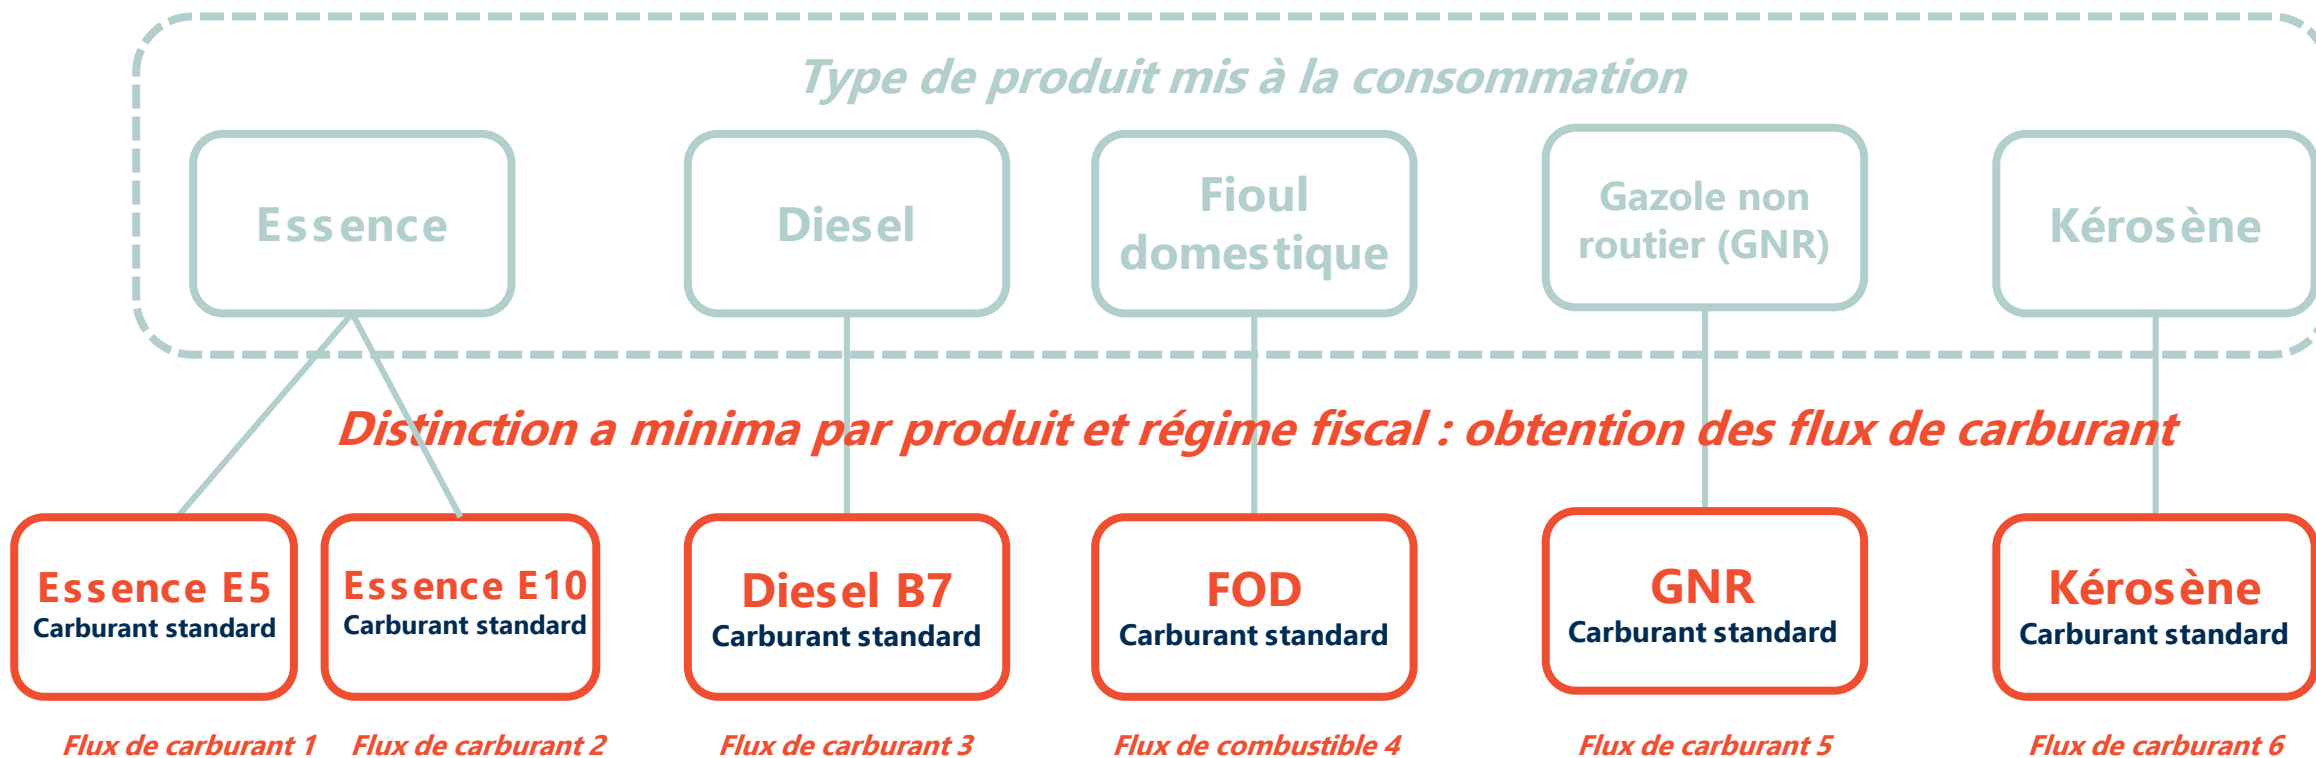 Type de produit mis à la consommation
Essence
Diesel
Fioul
domestique
Gazole non
routier (GNR)
Kérosène
Distinction a minima par produit et régime fiscal : obtention des flux de carburant
Essence E5
Carburant standard
Essence E10
Carburant standard
Diesel B7
Carburant standard
FOD
Carburant standard
GNR
Carburant standard
Kérosène
Carburant standard
Flux de carburant 1
Flux de carburant 2
Flux de carburant 3
Flux de combustible 4
Flux de carburant 5
Flux de carburant 6